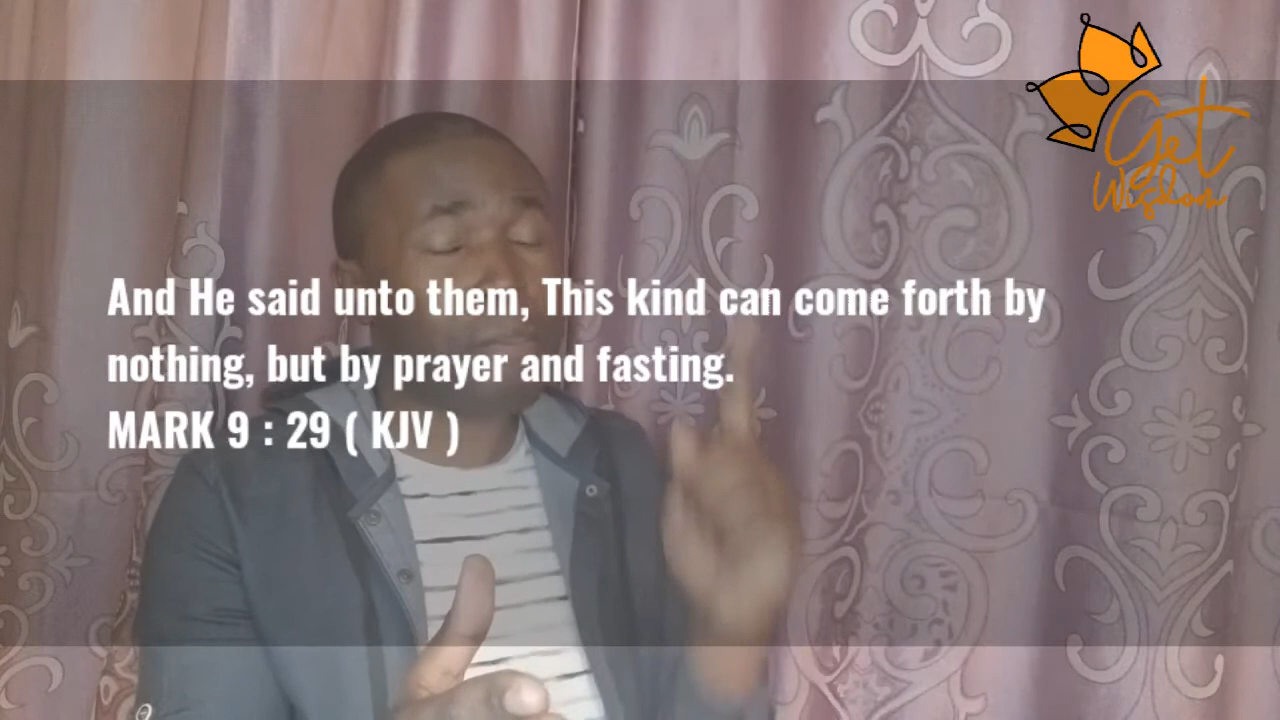 Get
Wisdom
And He said unto them, This kind can come forth by
nothing, but by prayer and fasting.
MARK 9 : 29 ( KJV )